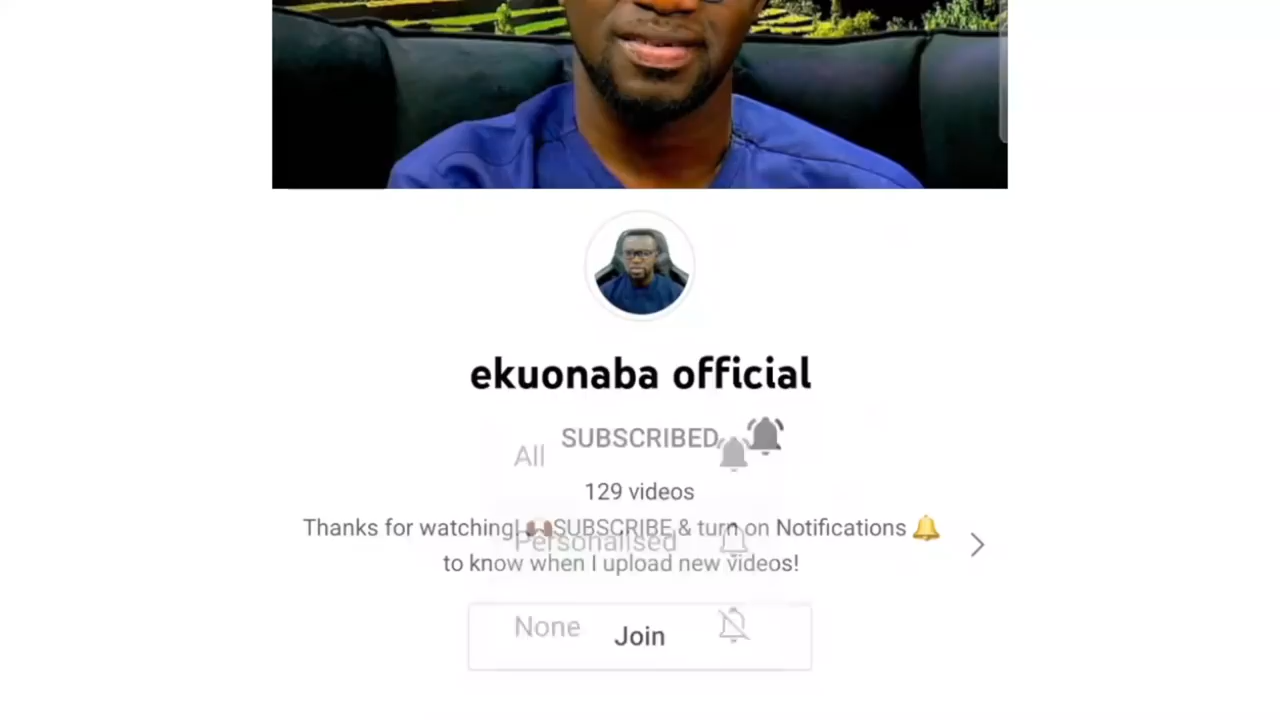 ekuonaba official
SUBSCRIBED
All
129 videos
Thanks for watching! SUBSCRIBE & turn on Notifications 🔔
Personalised
to know when I upload new videos!
None
Join